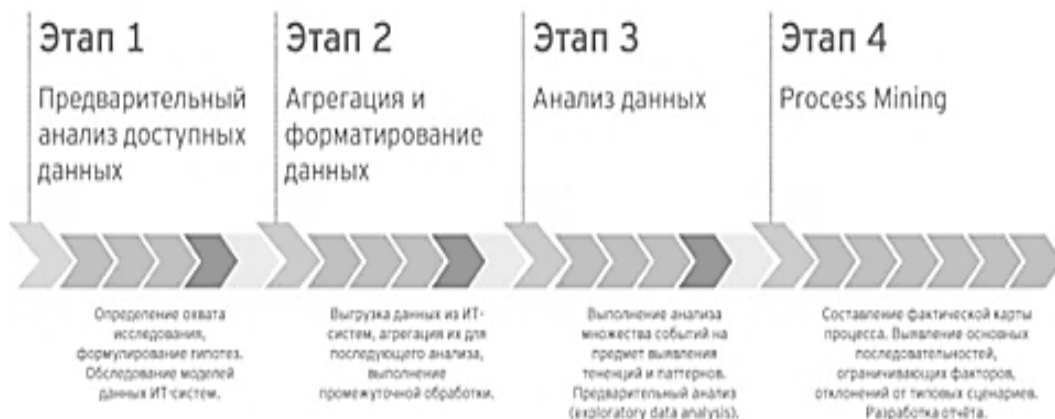 Этап 1
Предварительный
анализ доступных
данных
Определение охвата
исследования,
формулирование гипотез.
Обследование моделей
данных ИТ-систем.
Этап 2
Агрегация и
форматирование
данных
Выгрузка данных из ИТ-
систем, агрегация их для
последующего анализа,
выполнение
промежуточной обработки.
Этап 3
Анализ данных
Выполнение анализа
множества событий на
предмет выявления
тененций и паттернов.
Предварительный анализ
(exploratory data analysis).
Этап 4
Process Mining
Составление фактической карты
процесса. Выявление основных
последовательностей,
ограничивающих факторов,
отклонений от типовых сценариев.
Разработка отчёта.